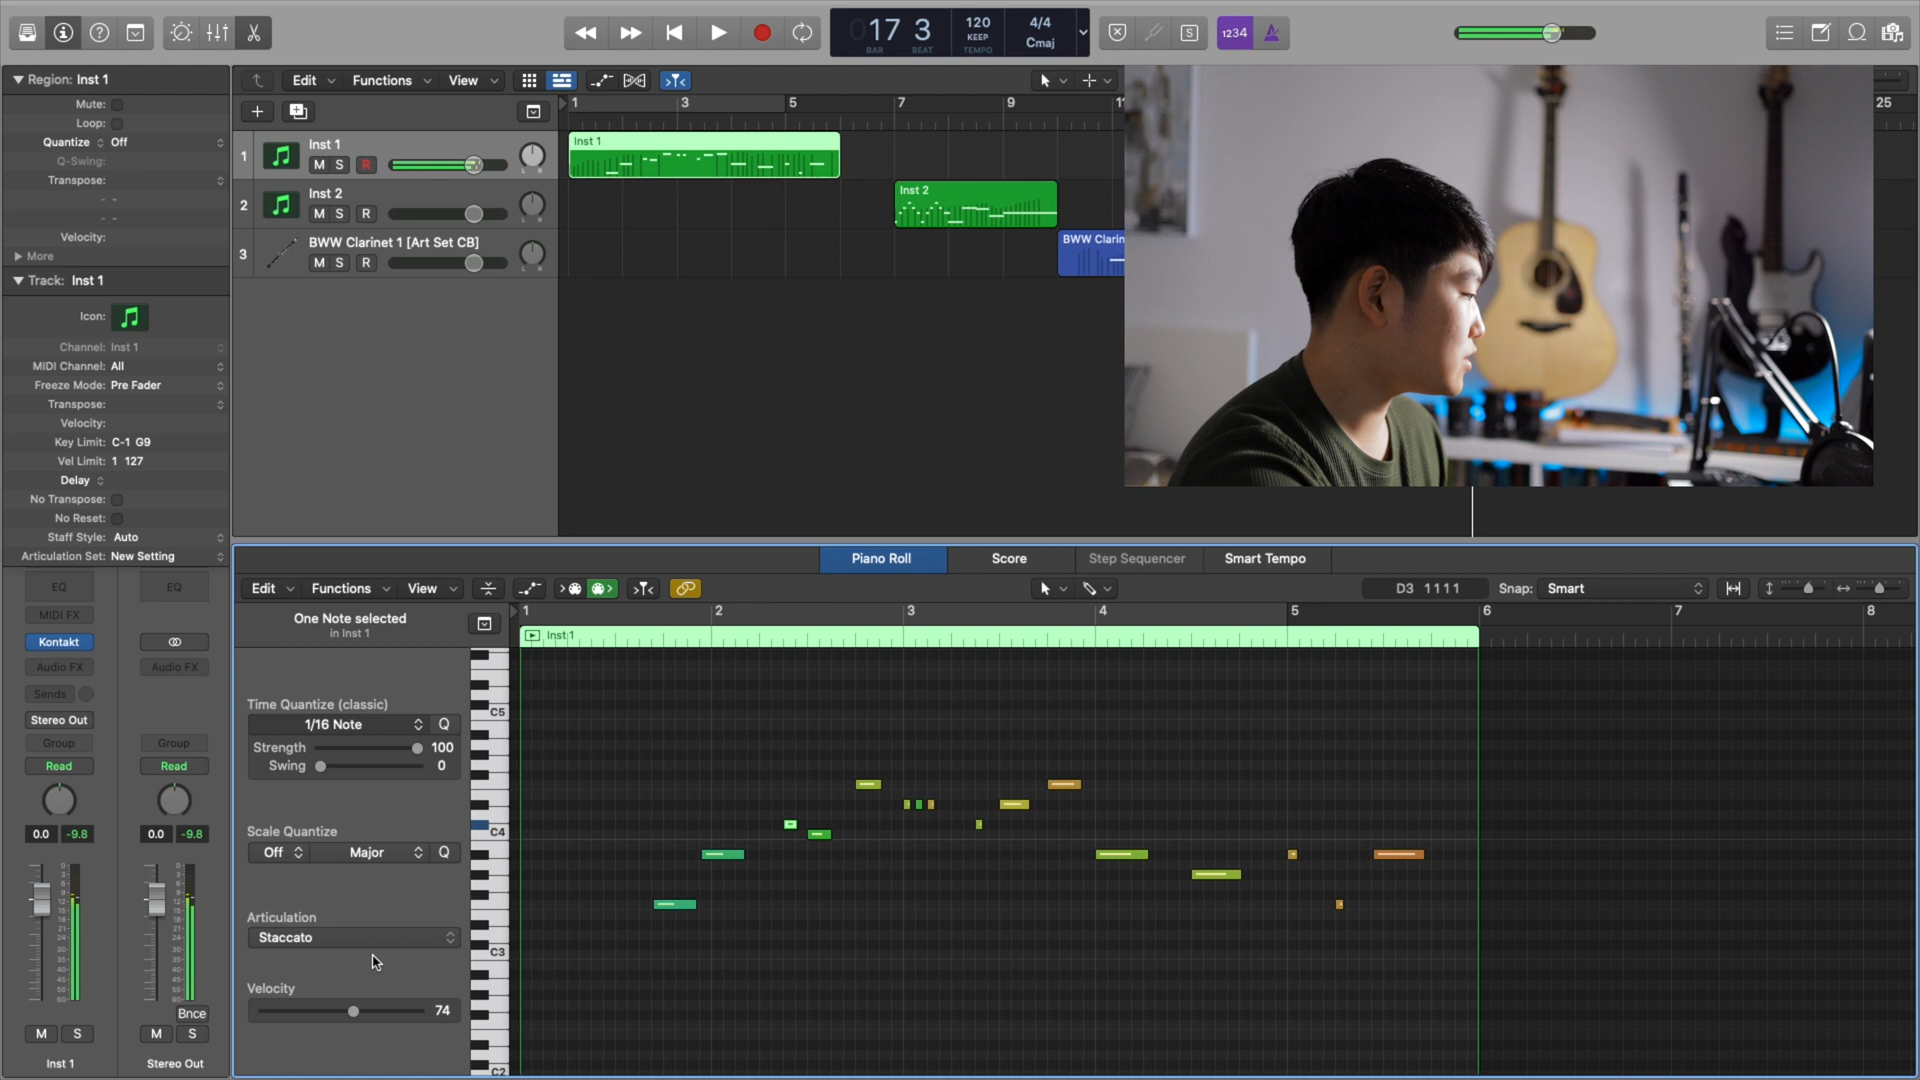 17 3
BAR BEAT
120
KEEP
TEMPO
4/4
Cmaj
S
1234
Region: Inst 1
Mute:
Loop:
Quantize Off
Q-Swing:
Transpose:
- -
- -
Velocity:
More
Track: Inst 1
Icon:
Channel: Inst 1
MIDI Channel: All
Freeze Mode: Pre Fader
Transpose:
Velocity:
Key Limit: C-1 G9
Vel Limit: 1 127
Delay
No Transpose:
No Reset:
Staff Style: Auto
Articulation Set: New Setting
EQ EQ
MIDI FX
Kontakt
Audio FX Audio FX
Sends
Stereo Out
Group Group
Read Read
0.0 -9.8 0.0 -9.8
Bnce
M S M S
Inst 1 Stereo Out
Edit Functions View
1 3 5 7 9 11 25
1 Inst 1
M S R
2 Inst 2
M S R
3 BWW Clarinet 1 [Art Set CB]
M S R
Inst 1
Inst 2
BWW Clarin
Piano Roll Score Step Sequencer Smart Tempo
Edit Functions View
D3 1111 Snap: Smart
One Note selected
in Inst 1
1 2 3 4 5 6 7 8
Inst 1
Time Quantize (classic)
1/16 Note Q
Strength 100
Swing 0
Scale Quantize
Off Major Q
Articulation
Staccato
Velocity
74
C5
C4
C3
C2